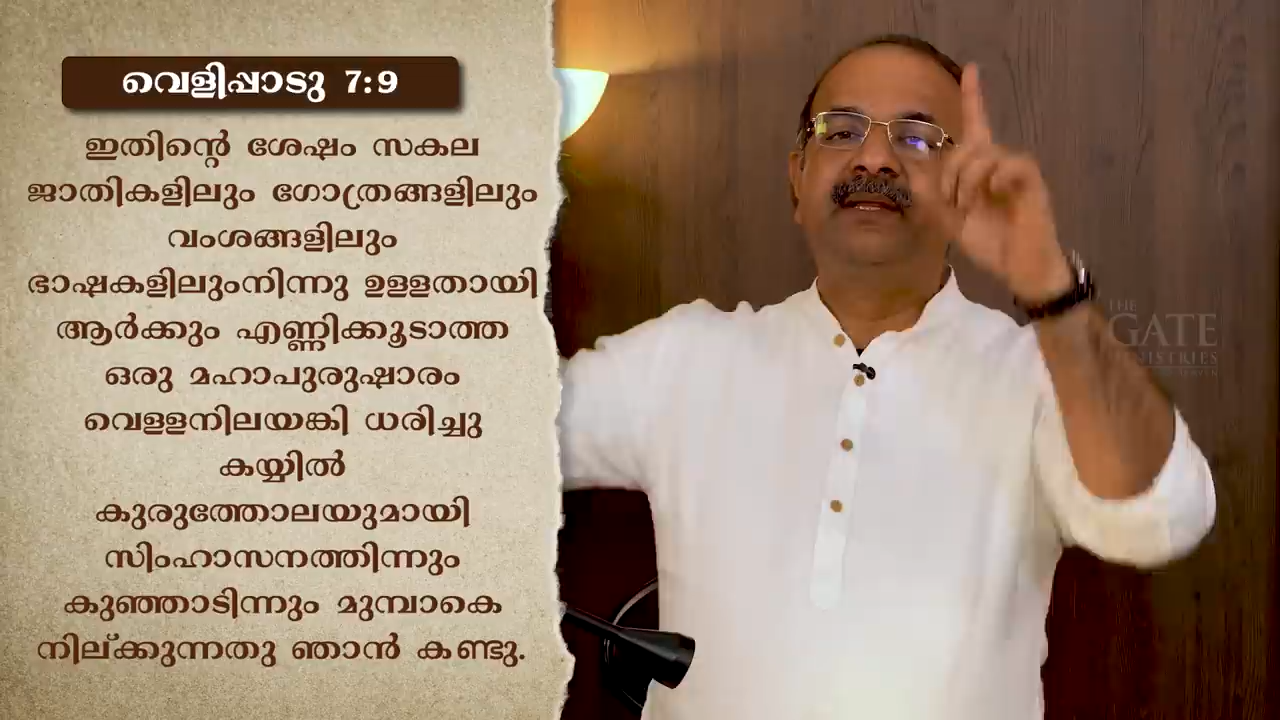 വെളിപ്പാടു 7:9
ഇതിന്റെ ശേഷം സകല
ജാതികളിലും ഗോത്രങ്ങളിലും
വംശങ്ങളിലും
ഭാഷകളിലുംനിന്നു ഉള്ളതായി
ആർക്കും എണ്ണിക്കൂടാത്ത
ഒരു മഹാപുരുഷാരം
വെള്ളനിലയങ്കി ധരിച്ചു
കയ്യിൽ
കുരുത്തോലയുമായി
സിംഹാസനത്തിന്നും
കുഞ്ഞാടിന്നും മുമ്പാകെ
നില്ക്കുന്നതു ഞാൻ കണ്ടു.
THE
GATE
MINISTRIES